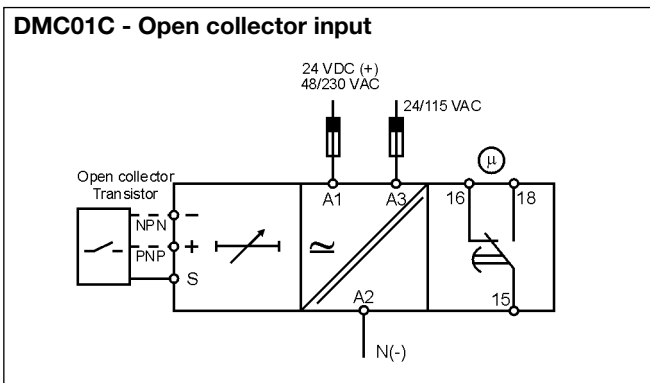 DMC01C - Open collector input
24 VDC (+)
48/230 VAC
24/115 VAC
µ
Open collector
Transistor
A1
A3
16
18
NPN
−
PNP
+
S
A2
15
N(-)